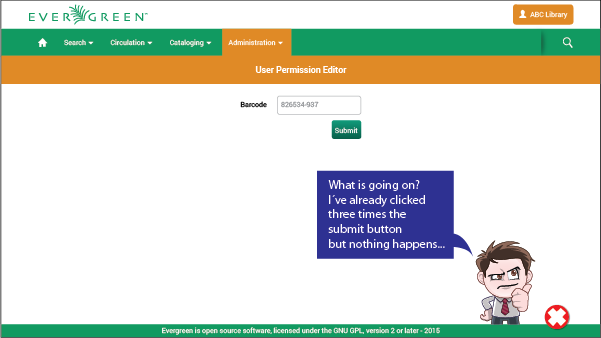 EVERGREEN™
ABC Library
Search Circulation Cataloging Administration
User Permission Editor
Barcode 826534-937
Submit
What is going on?
I´ve already clicked
three times the
submit button
but nothing happens...
Evergreen is open source software, licensed under the GNU GPL, version 2 or later - 2015